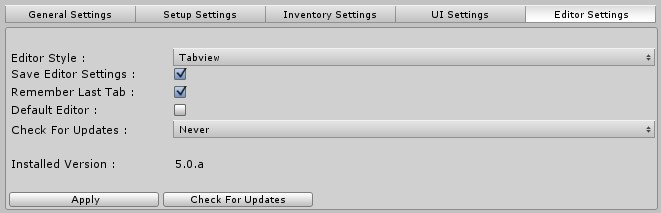 General Settings Setup Settings Inventory Settings UI Settings Editor Settings
Editor Style : Tabview
Save Editor Settings :
Remember Last Tab :
Default Editor :
Check For Updates : Never
Installed Version : 5.0.a
Apply Check For Updates